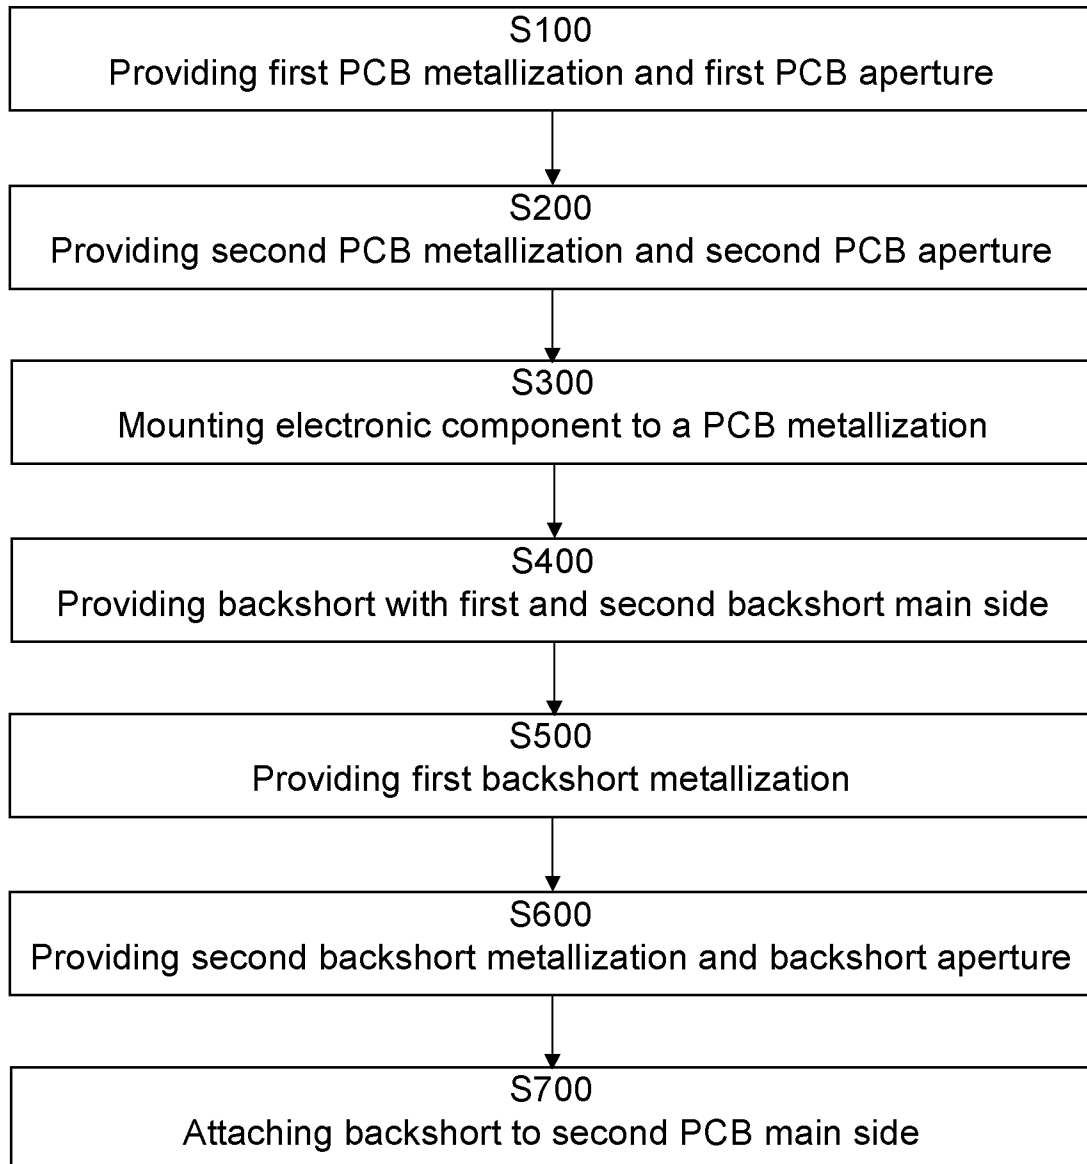 S100
Providing first PCB metallization and first PCB aperture
S200
Providing second PCB metallization and second PCB aperture
S300
Mounting electronic component to a PCB metallization
S400
Providing backshort with first and second backshort main side
S500
Providing first backshort metallization
S600
Providing second backshort metallization and backshort aperture
S700
Attaching backshort to second PCB main side